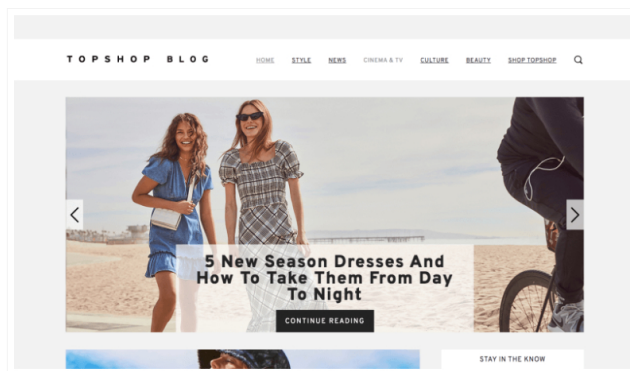 TOPSHOP BLOG
HOME STYLE NEWS CINEMA & TV CULTURE BEAUTY SHOP TOPSHOP
5 New Season Dresses And
How To Take Them From Day
To Night
CONTINUE READING
STAY IN THE KNOW